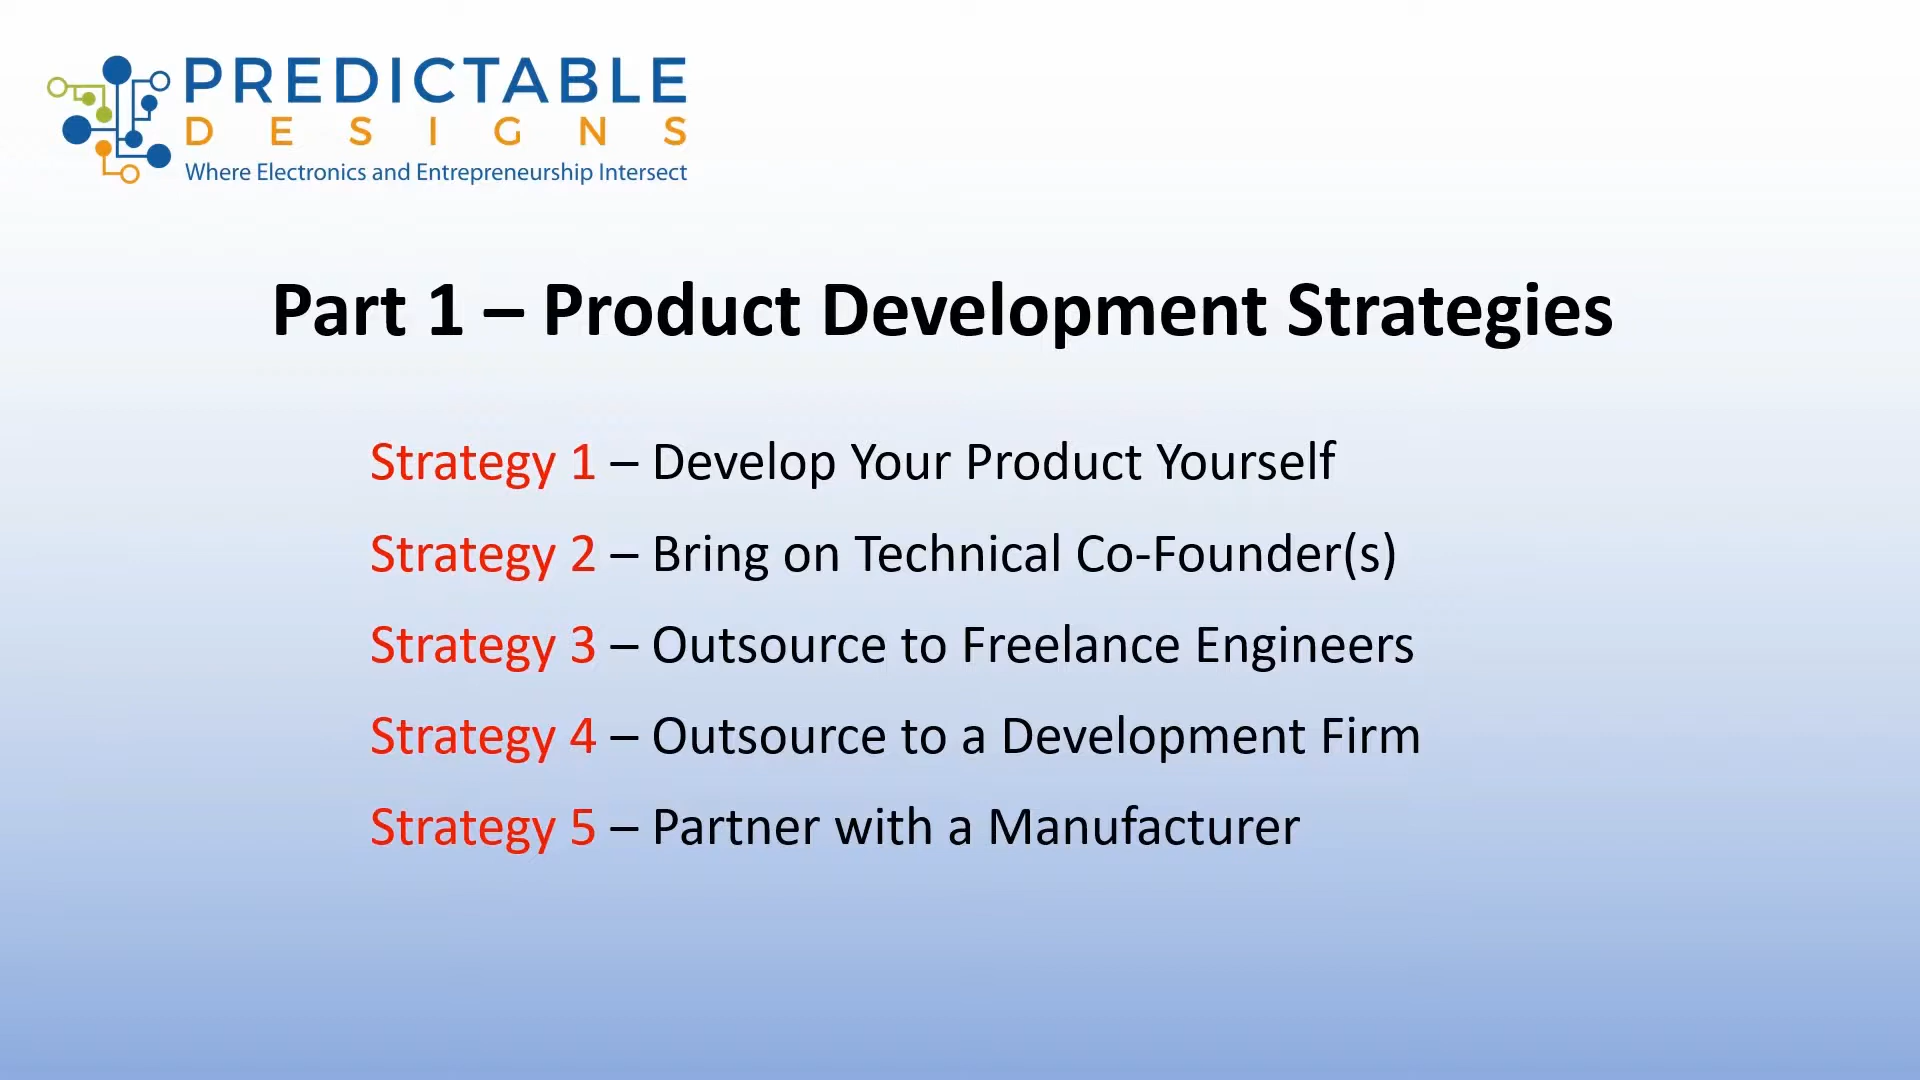 PREDICTABLE
DESIGNS
Where Electronics and Entrepreneurship Intersect
Part 1 – Product Development Strategies
Strategy 1 – Develop Your Product Yourself
Strategy 2 – Bring on Technical Co-Founder(s)
Strategy 3 – Outsource to Freelance Engineers
Strategy 4 – Outsource to a Development Firm
Strategy 5 – Partner with a Manufacturer